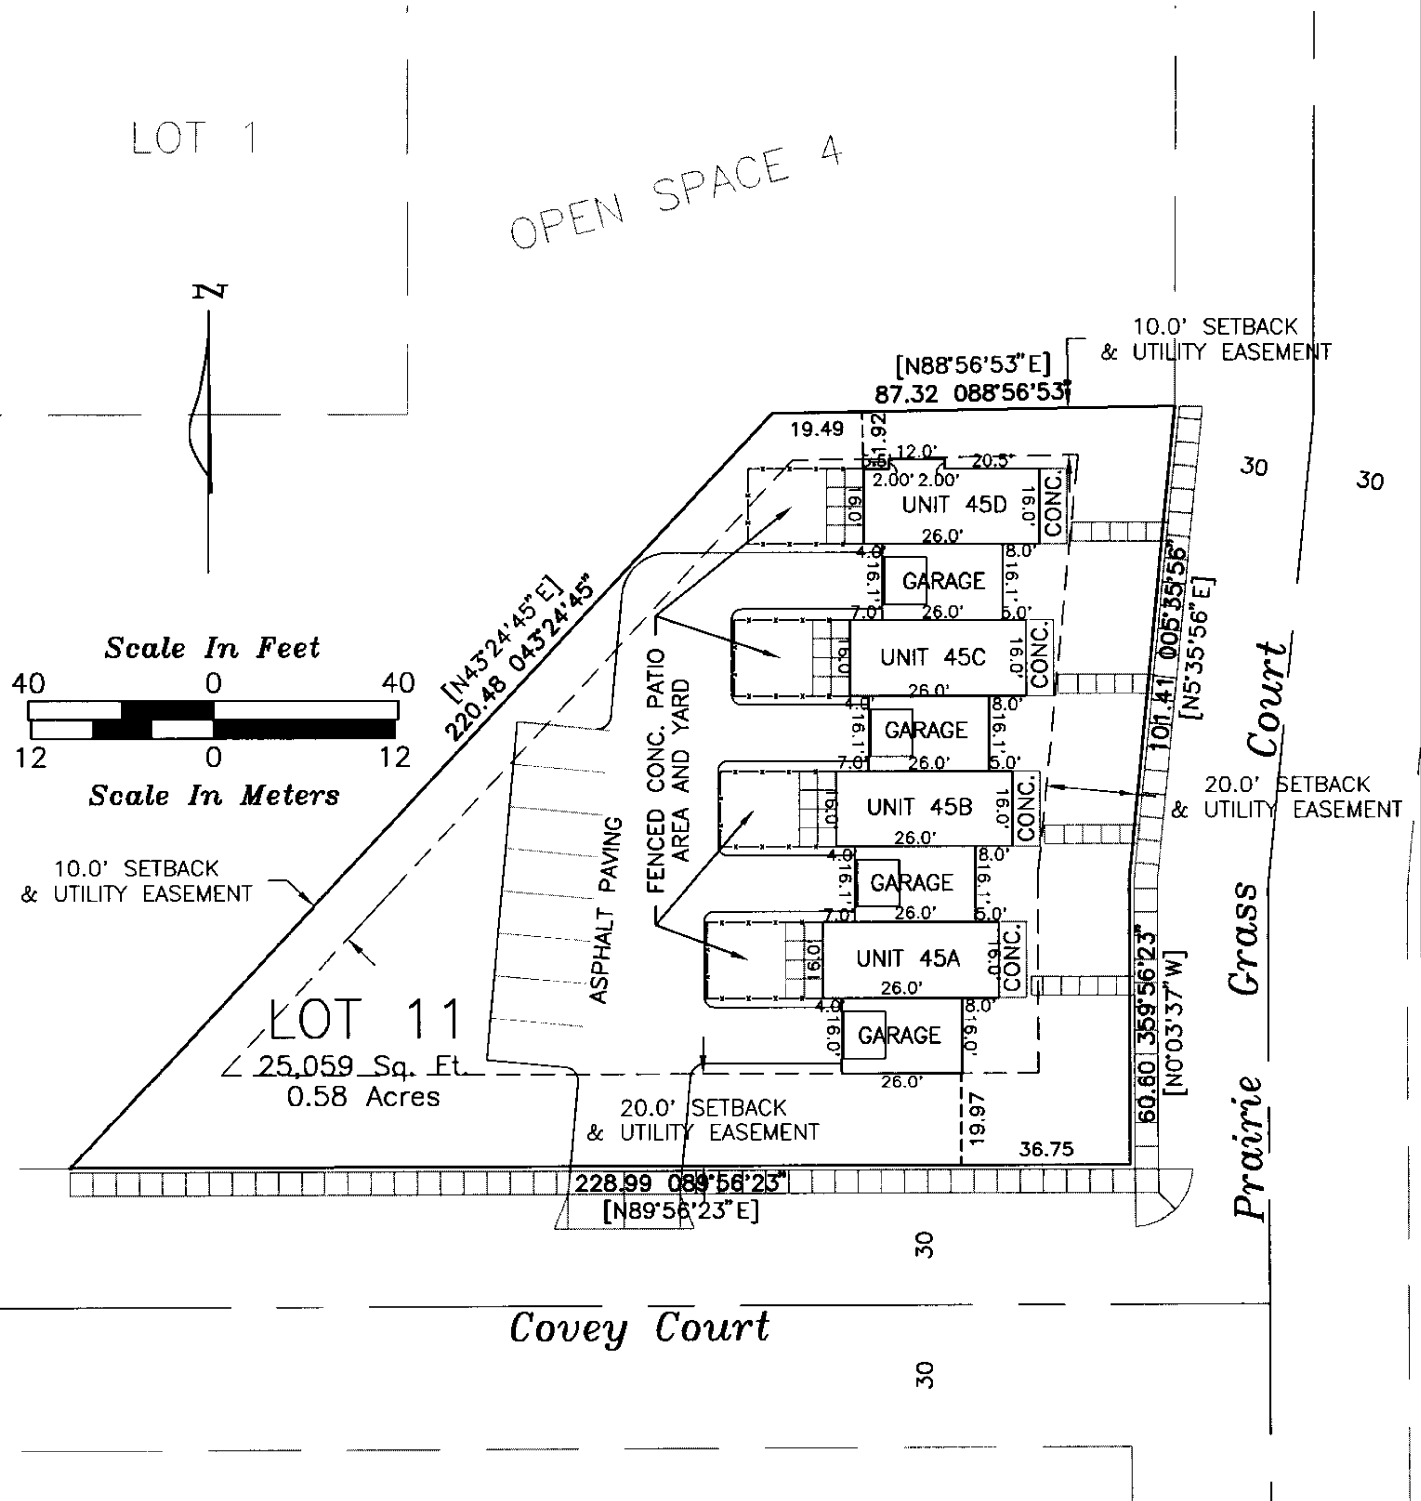 LOT 1
OPEN SPACE 4
N
10.0' SETBACK
& UTILITY EASEMENT
[N88°56'53"E]
87.32 088°56'53"
19.49
12.0'
20.5'
2.00' 2.00'
UNIT 45D
16.0'
16.0'
CONC.
26.0'
30
30
4.0'
8.0'
16.1'
GARAGE
16.1'
7.0'
26.0'
5.0'
UNIT 45C
16.0'
16.0'
CONC.
26.0'
4.0'
8.0'
16.1'
GARAGE
16.1'
7.0'
26.0'
5.0'
UNIT 45B
16.0'
16.0'
CONC.
26.0'
4.0'
8.0'
16.1'
GARAGE
16.1'
7.0'
26.0'
5.0'
UNIT 45A
16.0'
16.0'
CONC.
26.0'
4.0'
8.0'
16.0'
GARAGE
16.0'
26.0'
19.97
36.75
[N43°24'45"E]
220.48 043°24'45"
101.41 005°35'56"
[N5°35'56"E]
60.60 359°56'23"
[N0°03'37"W]
Scale In Feet
40 0 40
12 0 12
Scale In Meters
FENCED CONC. PATIO
AREA AND YARD
ASPHALT PAVING
20.0' SETBACK
& UTILITY EASEMENT
10.0' SETBACK
& UTILITY EASEMENT
LOT 11
25,059 Sq. Ft.
0.58 Acres
20.0' SETBACK
& UTILITY EASEMENT
228.99 089°56'23"
[N89°56'23"E]
Prairie Grass Court
30
Covey Court
30